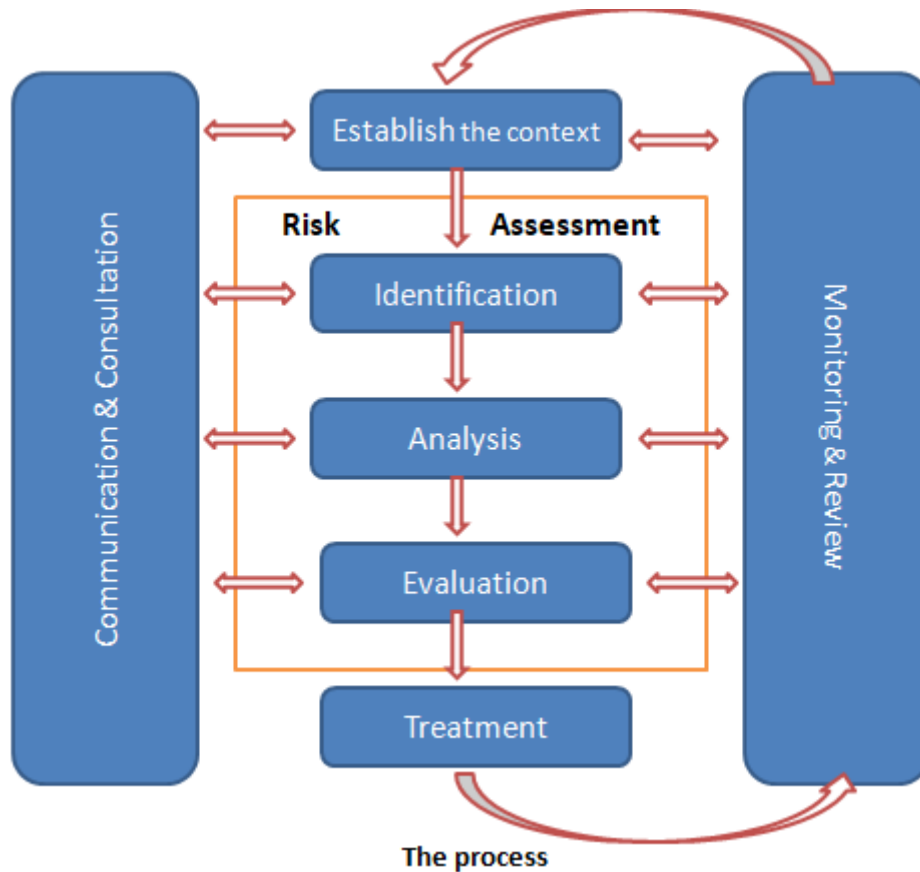 Establish the context
Risk Assessment
Identification
Analysis
Evaluation
Treatment
Communication & Consultation
Monitoring & Review
The process